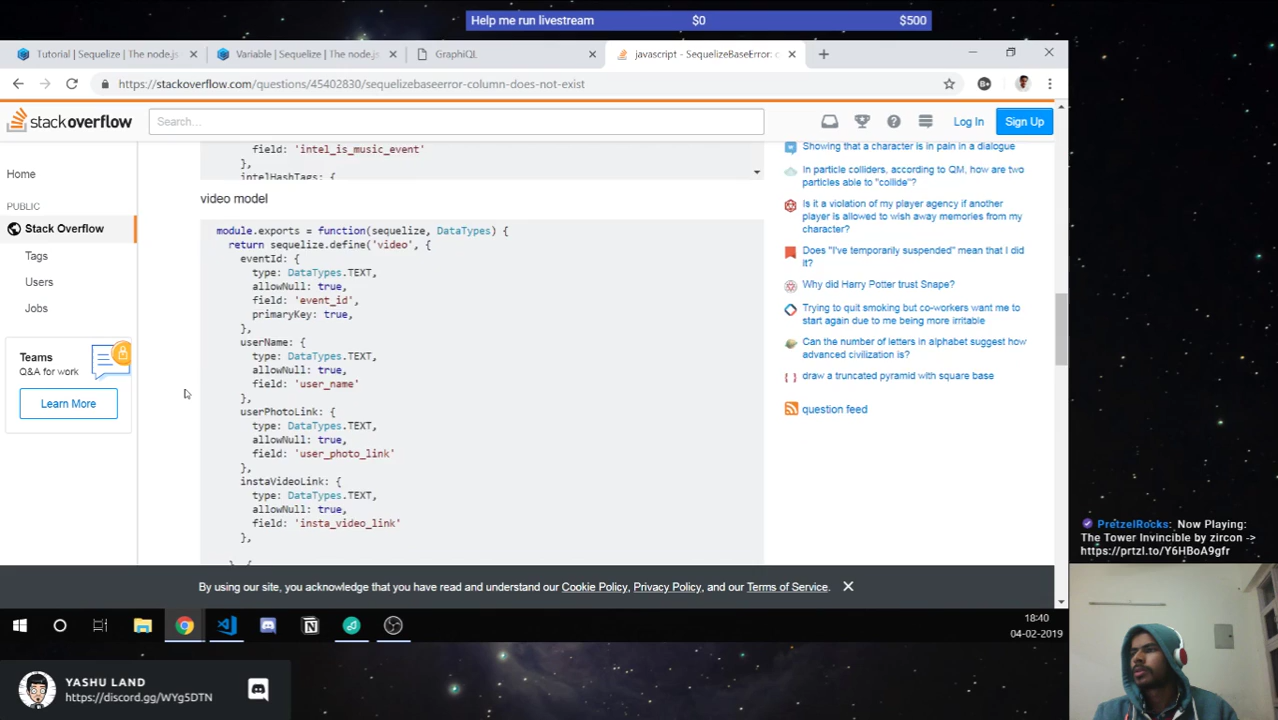 Help me run livestream $0 $500
Tutorial | Sequelize | The node.js
Variable | Sequelize | The node.js
GraphiQL
javascript - SequelizeBaseError: c
https://stackoverflow.com/questions/45402830/sequelizebaseerror-column-does-not-exist
stackoverflow
Search...
Log In
Sign Up
Home
PUBLIC
Stack Overflow
Tags
Users
Jobs
Teams
Q&A for work
Learn More
field: 'intel_is_music_event'
},
intelHashTags: {
video model
module.exports = function(sequelize, DataTypes) {
return sequelize.define('video', {
eventId: {
type: DataTypes.TEXT,
allowNull: true,
field: 'event_id',
primaryKey: true,
},
userName: {
type: DataTypes.TEXT,
allowNull: true,
field: 'user_name'
},
userPhotoLink: {
type: DataTypes.TEXT,
allowNull: true,
field: 'user_photo_link'
},
instaVideoLink: {
type: DataTypes.TEXT,
allowNull: true,
field: 'insta_video_link'
},
Showing that a character is in pain in a dialogue
In particle colliders, according to QM, how are two
particles able to "collide"?
Is it a violation of my player agency if another
player is allowed to wish away memories from my
character?
Does "I've temporarily suspended" mean that I did
it?
Why did Harry Potter trust Snape?
Trying to quit smoking but co-workers want me to
start again due to me being more irritable
Can the number of letters in alphabet suggest how
advanced civilization is?
draw a truncated pyramid with square base
question feed
By using our site, you acknowledge that you have read and understand our Cookie Policy, Privacy Policy, and our Terms of Service.
18:40
04-02-2019
PretzelRocks: Now Playing:
The Tower Invincible by zircon ->
https://prtzl.to/Y6HBoA9gfr
YASHU LAND
https://discord.gg/WYg5DTN